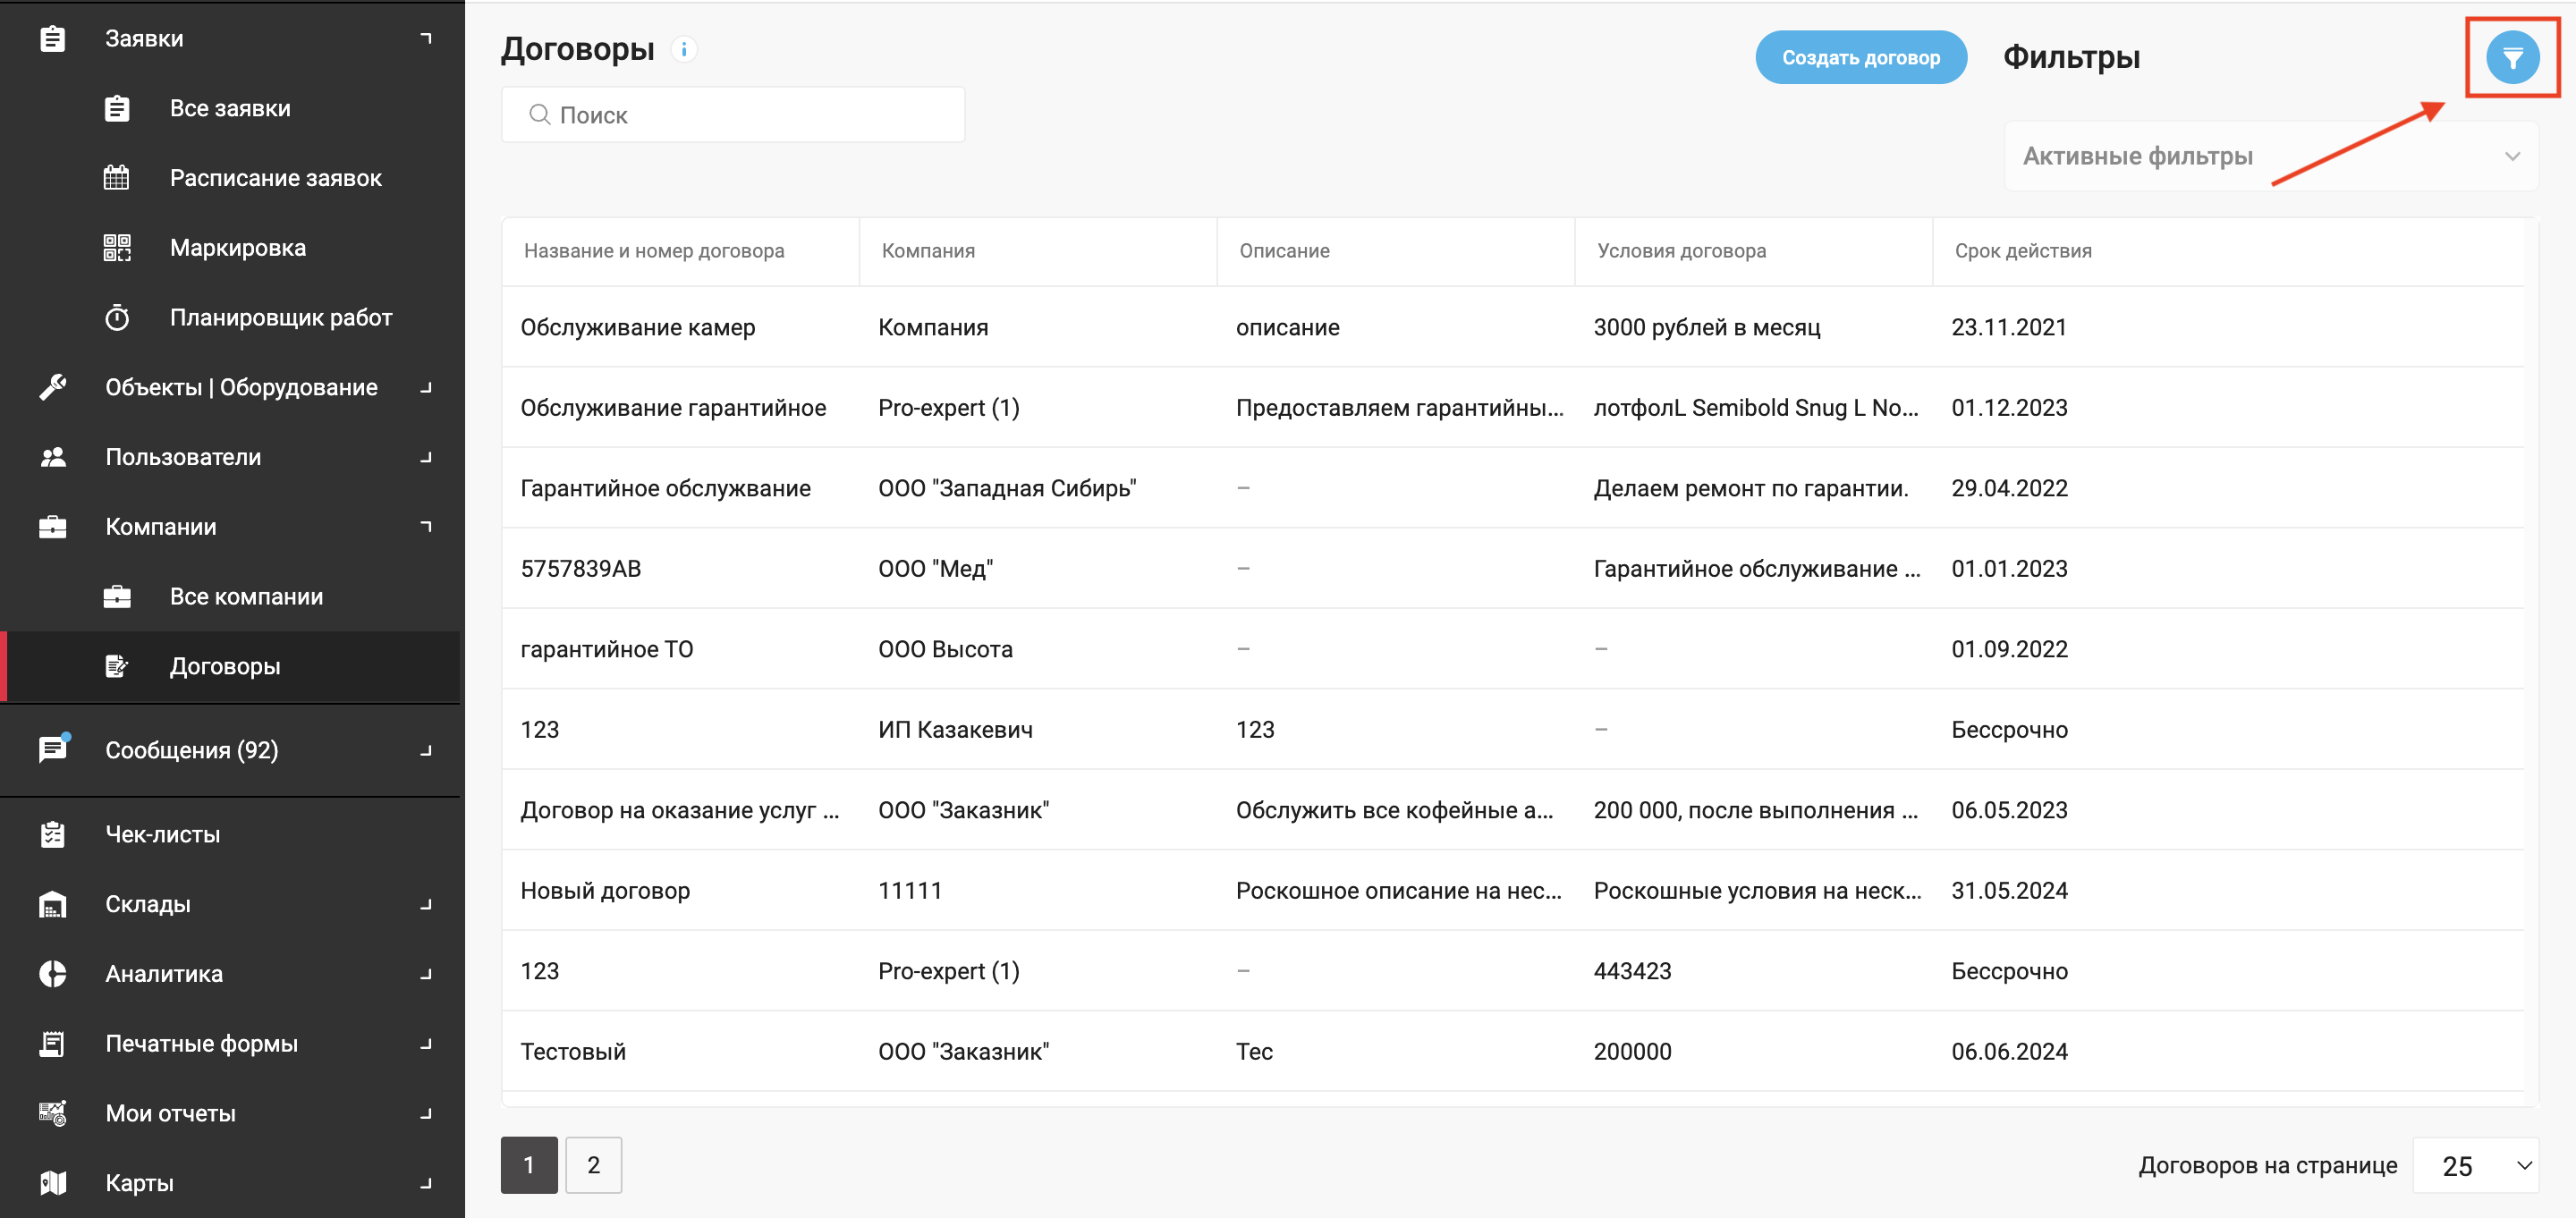 Заявки
Все заявки
Расписание заявок
Маркировка
Планировщик работ
Объекты | Оборудование
Пользователи
Компании
Все компании
Договоры
Сообщения (92)
Чек-листы
Склады
Аналитика
Печатные формы
Мои отчеты
Карты
Договоры i
Создать договор
Фильтры
Поиск
Активные фильтры
Название и номер договора Компания Описание Условия договора Срок действия
Обслуживание камер Компания описание 3000 рублей в месяц 23.11.2021
Обслуживание гарантийное Pro-expert (1) Предоставляем гарантийны... лотфолL Semibold Snug L No... 01.12.2023
Гарантийное обслужвание ООО "Западная Сибирь" – Делаем ремонт по гарантии. 29.04.2022
5757839АВ ООО "Мед" – Гарантийное обслуживание ... 01.01.2023
гарантийное ТО ООО Высота – – 01.09.2022
123 ИП Казакевич 123 – Бессрочно
Договор на оказание услуг ... ООО "Заказник" Обслужить все кофейные а... 200 000, после выполнения ... 06.05.2023
Новый договор 11111 Роскошное описание на нес... Роскошные условия на неск... 31.05.2024
123 Pro-expert (1) – 443423 Бессрочно
Тестовый ООО "Заказник" Тес 200000 06.06.2024
1 2
Договоров на странице 25